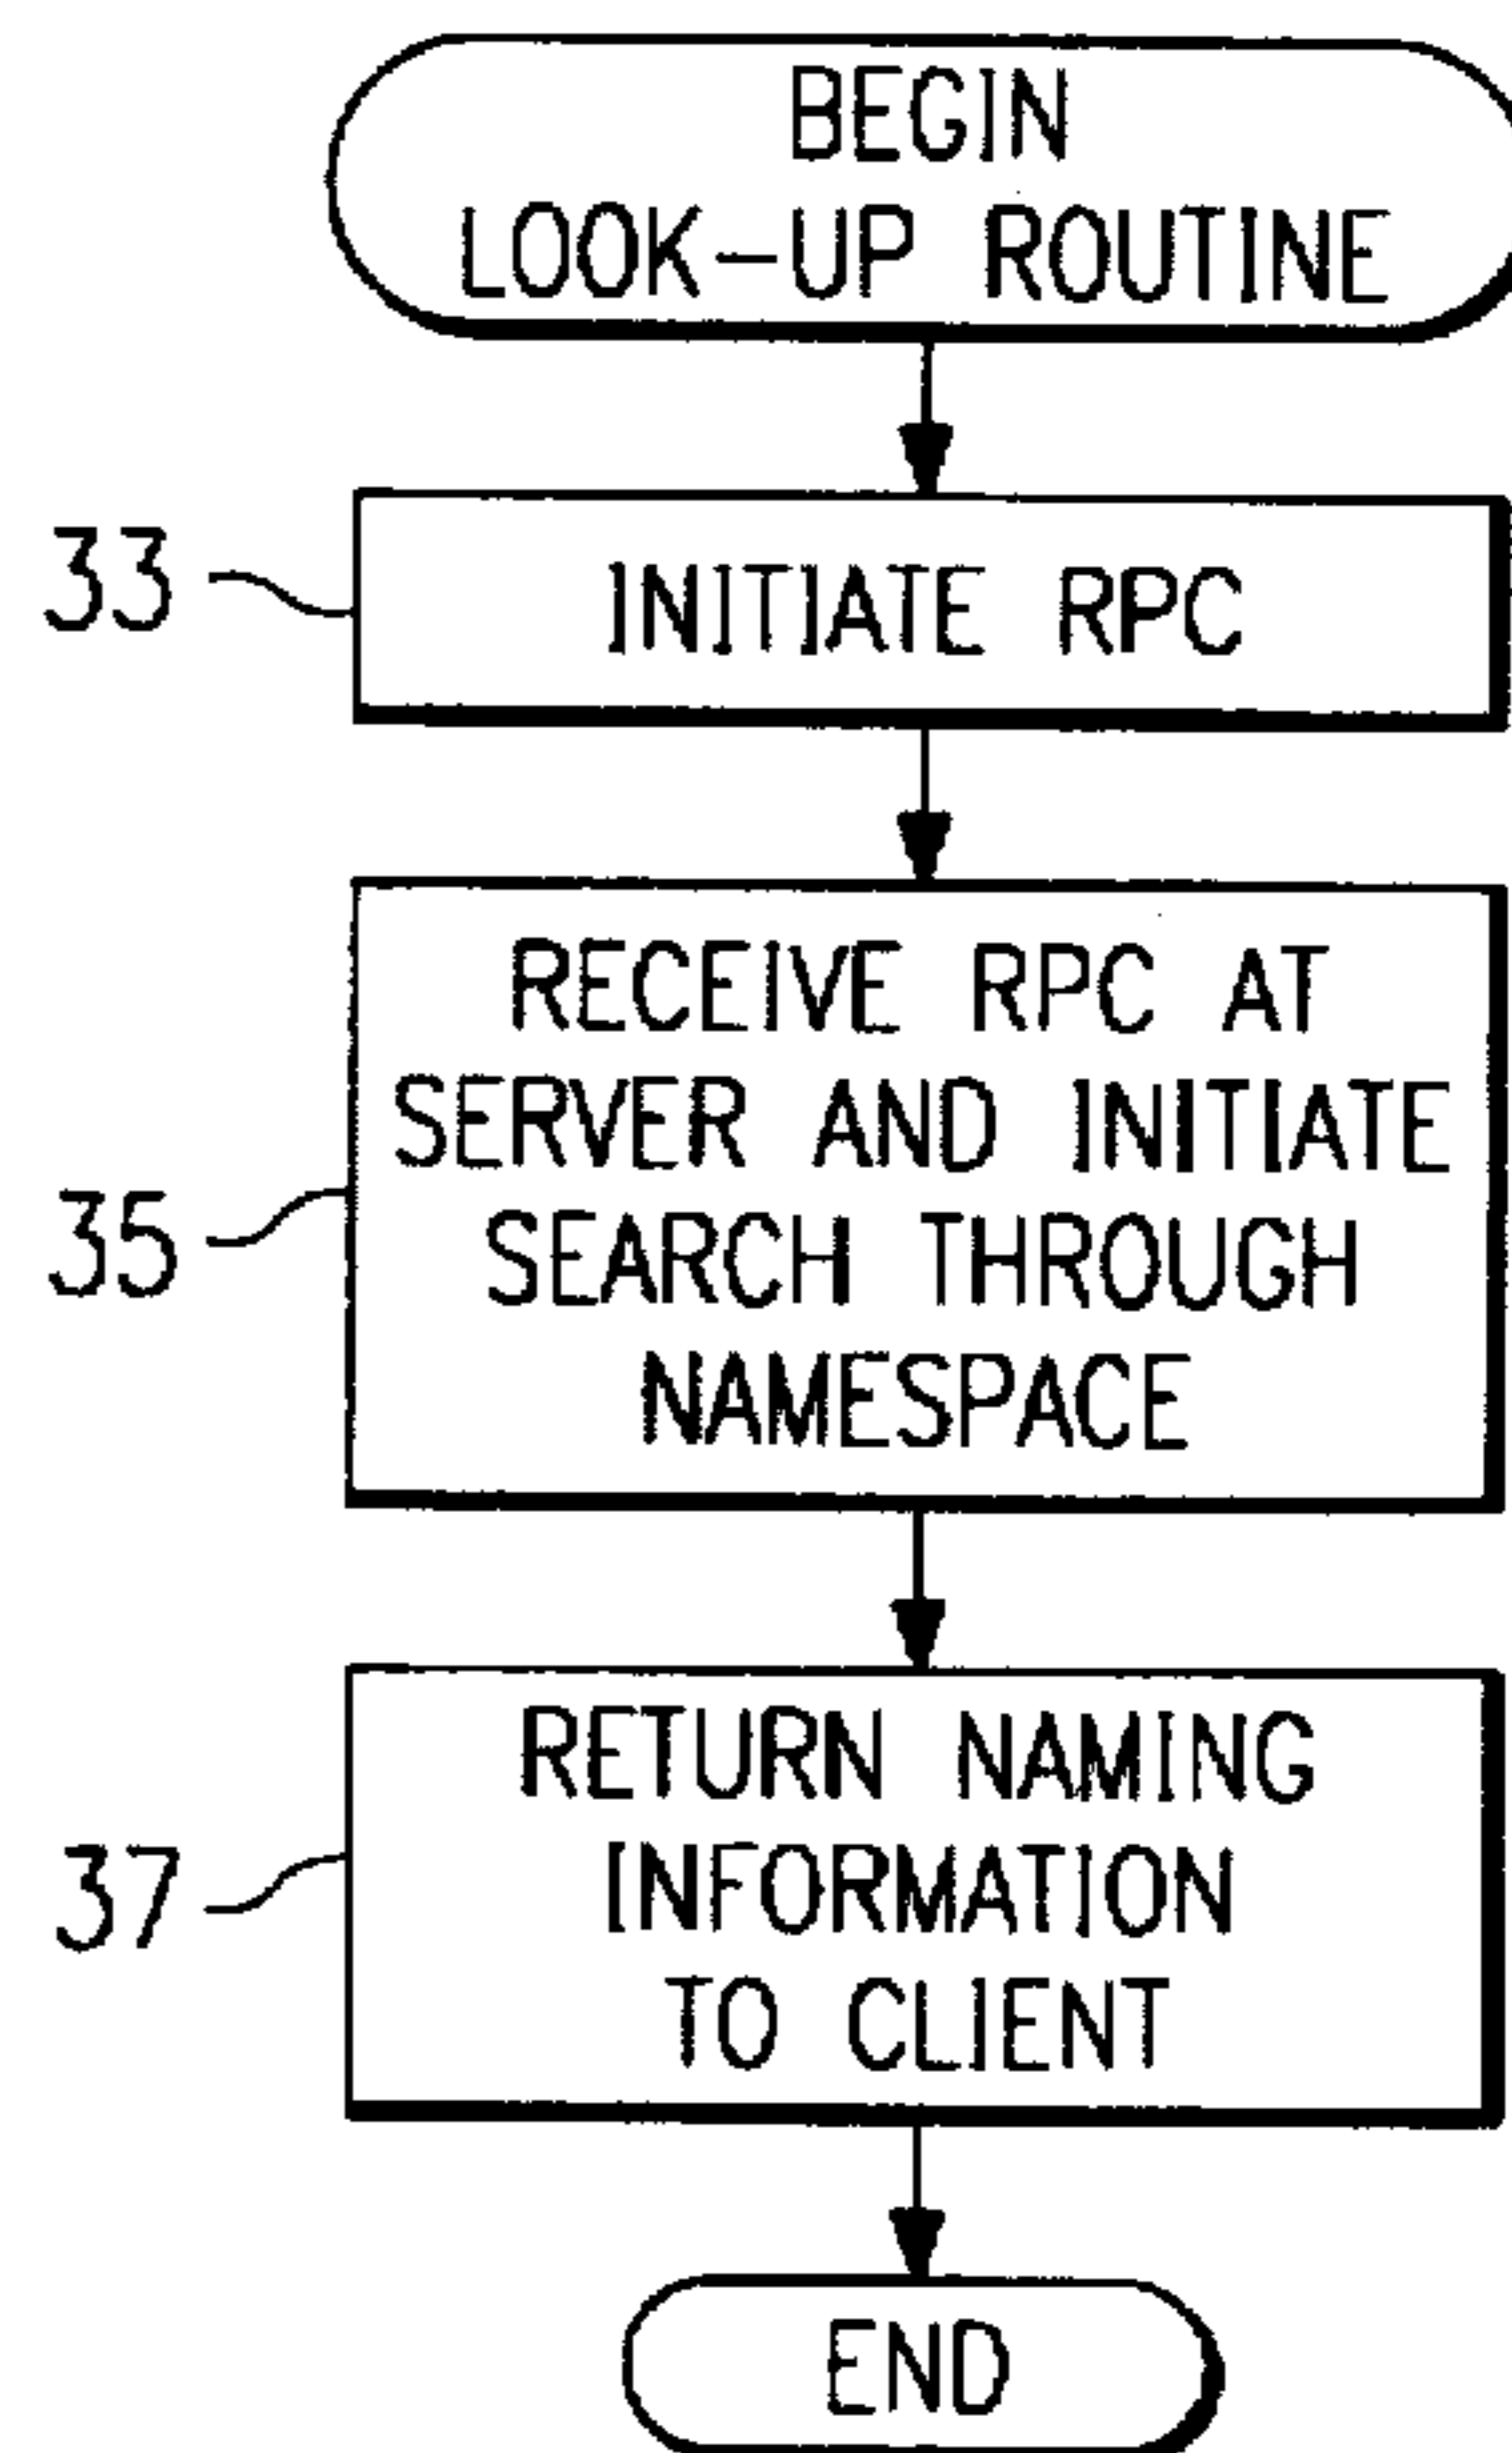 BEGIN
LOOK-UP ROUTINE
33
INITIATE RPC
RECEIVE RPC AT
SERVER AND INITIATE
SEARCH THROUGH
NAMESPACE
35
RETURN NAMING
INFORMATION
TO CLIENT
37
END